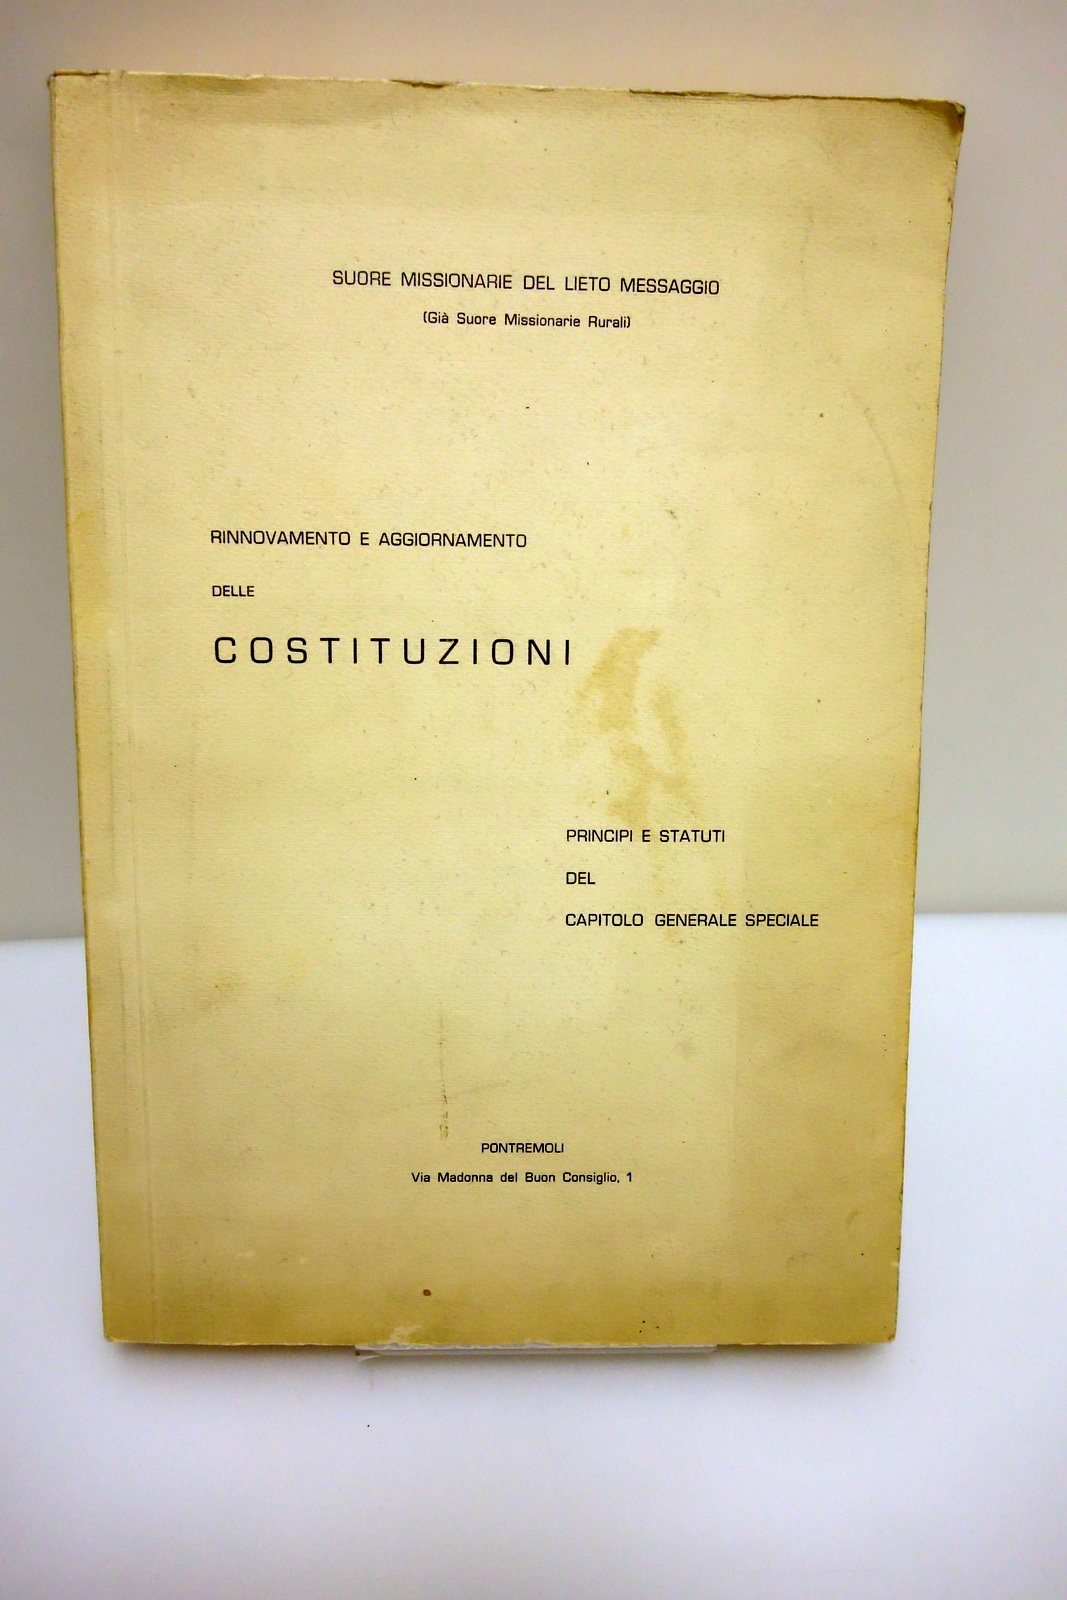 SUORE MISSIONARIE DEL LIETO MESSAGGIO
(Già Suore Missionarie Rurali)
RINNOVAMENTO E AGGIORNAMENTO
DELLE
COSTITUZIONI
PRINCIPI E STATUTI
DEL
CAPITOLO GENERALE SPECIALE
PONTREMOLI
Via Madonna del Buon Consiglio, 1